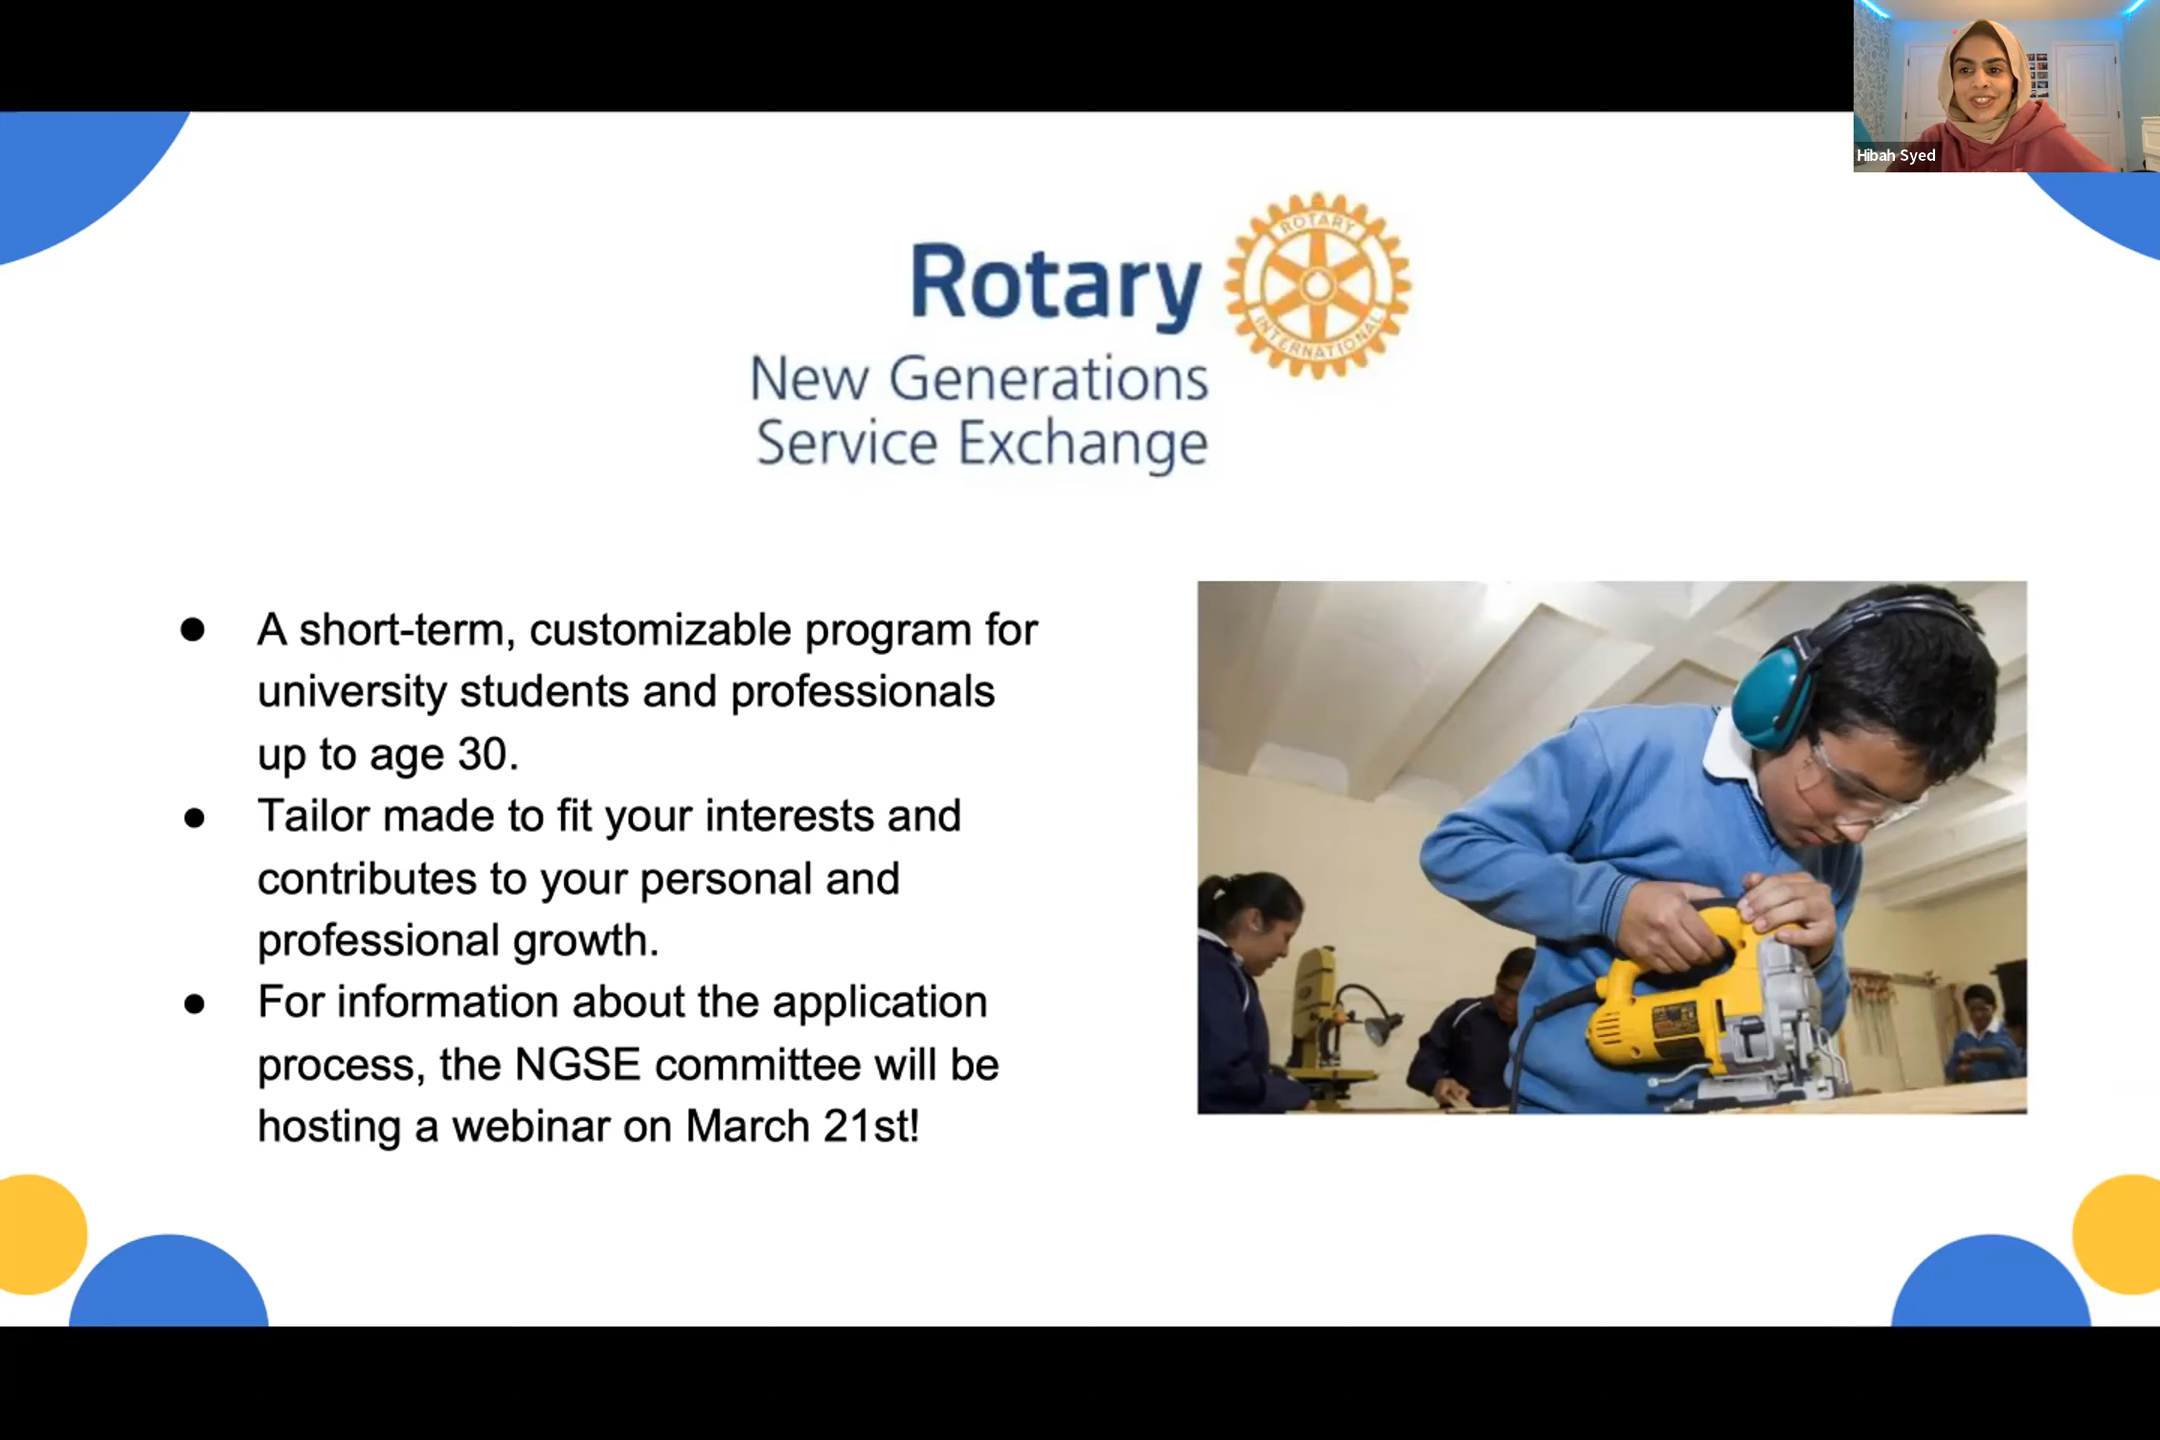 Hibah Syed
Rotary
ROTARY
INTERNATIONAL
New Generations
Service Exchange
● A short-term, customizable program for
university students and professionals
up to age 30.
● Tailor made to fit your interests and
contributes to your personal and
professional growth.
● For information about the application
process, the NGSE committee will be
hosting a webinar on March 21st!